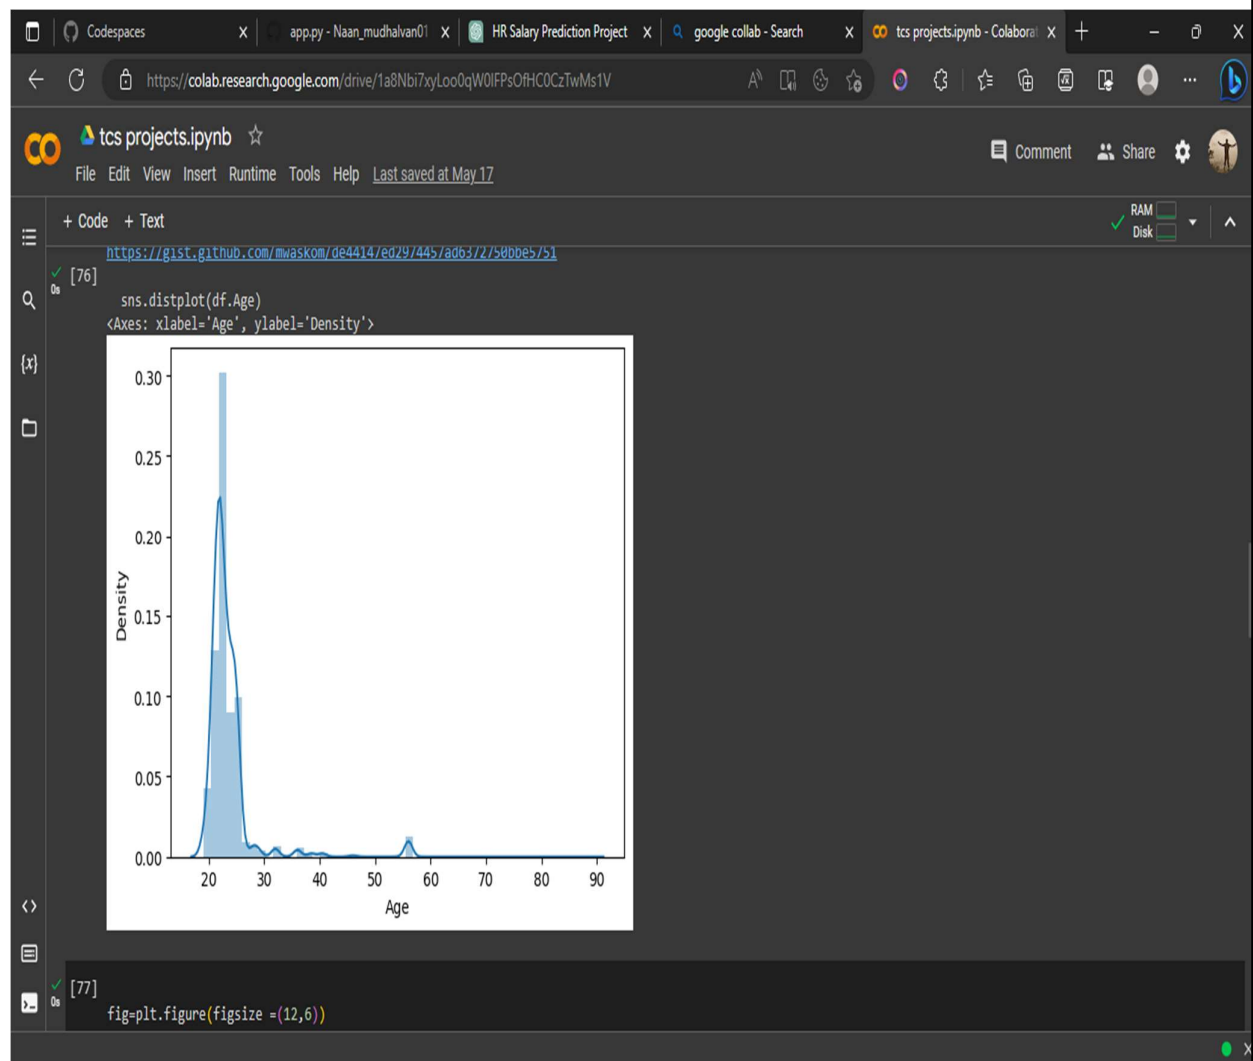 Codespaces
app.py - Naan_mudhalvan01
HR Salary Prediction Project
google collab - Search
tcs projects.ipynb - Colaborat
https://colab.research.google.com/drive/1a8Nbi7xyLoo0qW0IFPsOfHC0CzTwMs1V
tcs projects.ipynb
Comment
Share
File Edit View Insert Runtime Tools Help Last saved at May 17
+ Code + Text
RAM
Disk
https://gist.github.com/mwaskom/de44147ed2974457ad6372750bbe5751
[76]
0s
sns.distplot(df.Age)
<Axes: xlabel='Age', ylabel='Density'>
{x}
0.30
0.25
0.20
0.15
0.10
0.05
0.00
Density
20 30 40 50 60 70 80 90
Age
[77]
0s
fig=plt.figure(figsize =(12,6))